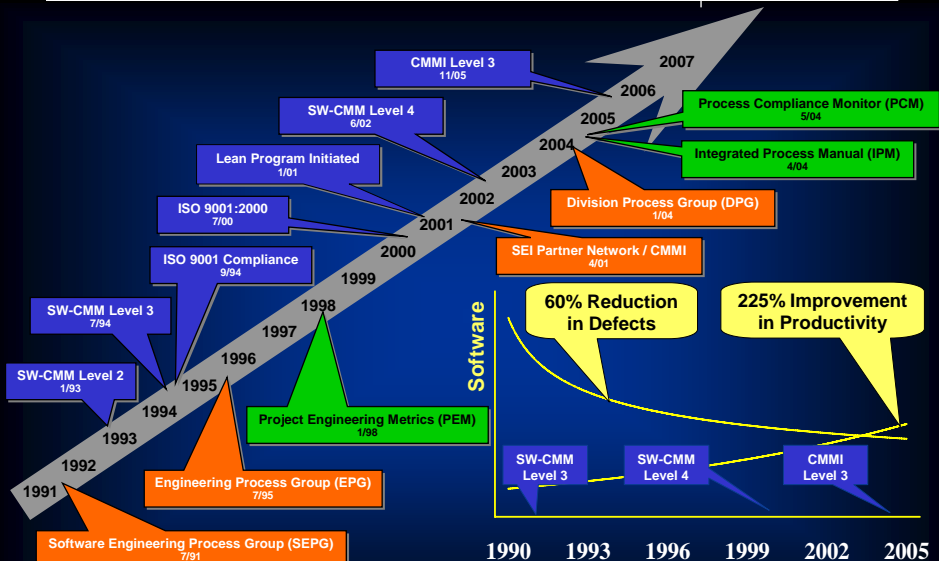 CMMI Level 3
11/05
SW-CMM Level 4
6/02
Lean Program Initiated
1/01
ISO 9001:2000
7/00
ISO 9001 Compliance
9/94
SW-CMM Level 3
7/94
SW-CMM Level 2
1/93
1991
1992
1993
1994
1995
1996
1997
1998
1999
2000
2001
2002
2003
2004
2005
2006
2007
Process Compliance Monitor (PCM)
5/04
Integrated Process Manual (IPM)
4/04
Division Process Group (DPG)
1/04
SEI Partner Network / CMMI
4/01
Project Engineering Metrics (PEM)
1/98
Engineering Process Group (EPG)
7/95
Software Engineering Process Group (SEPG)
7/91
Software
60% Reduction
in Defects
225% Improvement
in Productivity
SW-CMM
Level 3
SW-CMM
Level 4
CMMI
Level 3
1990 1993 1996 1999 2002 2005